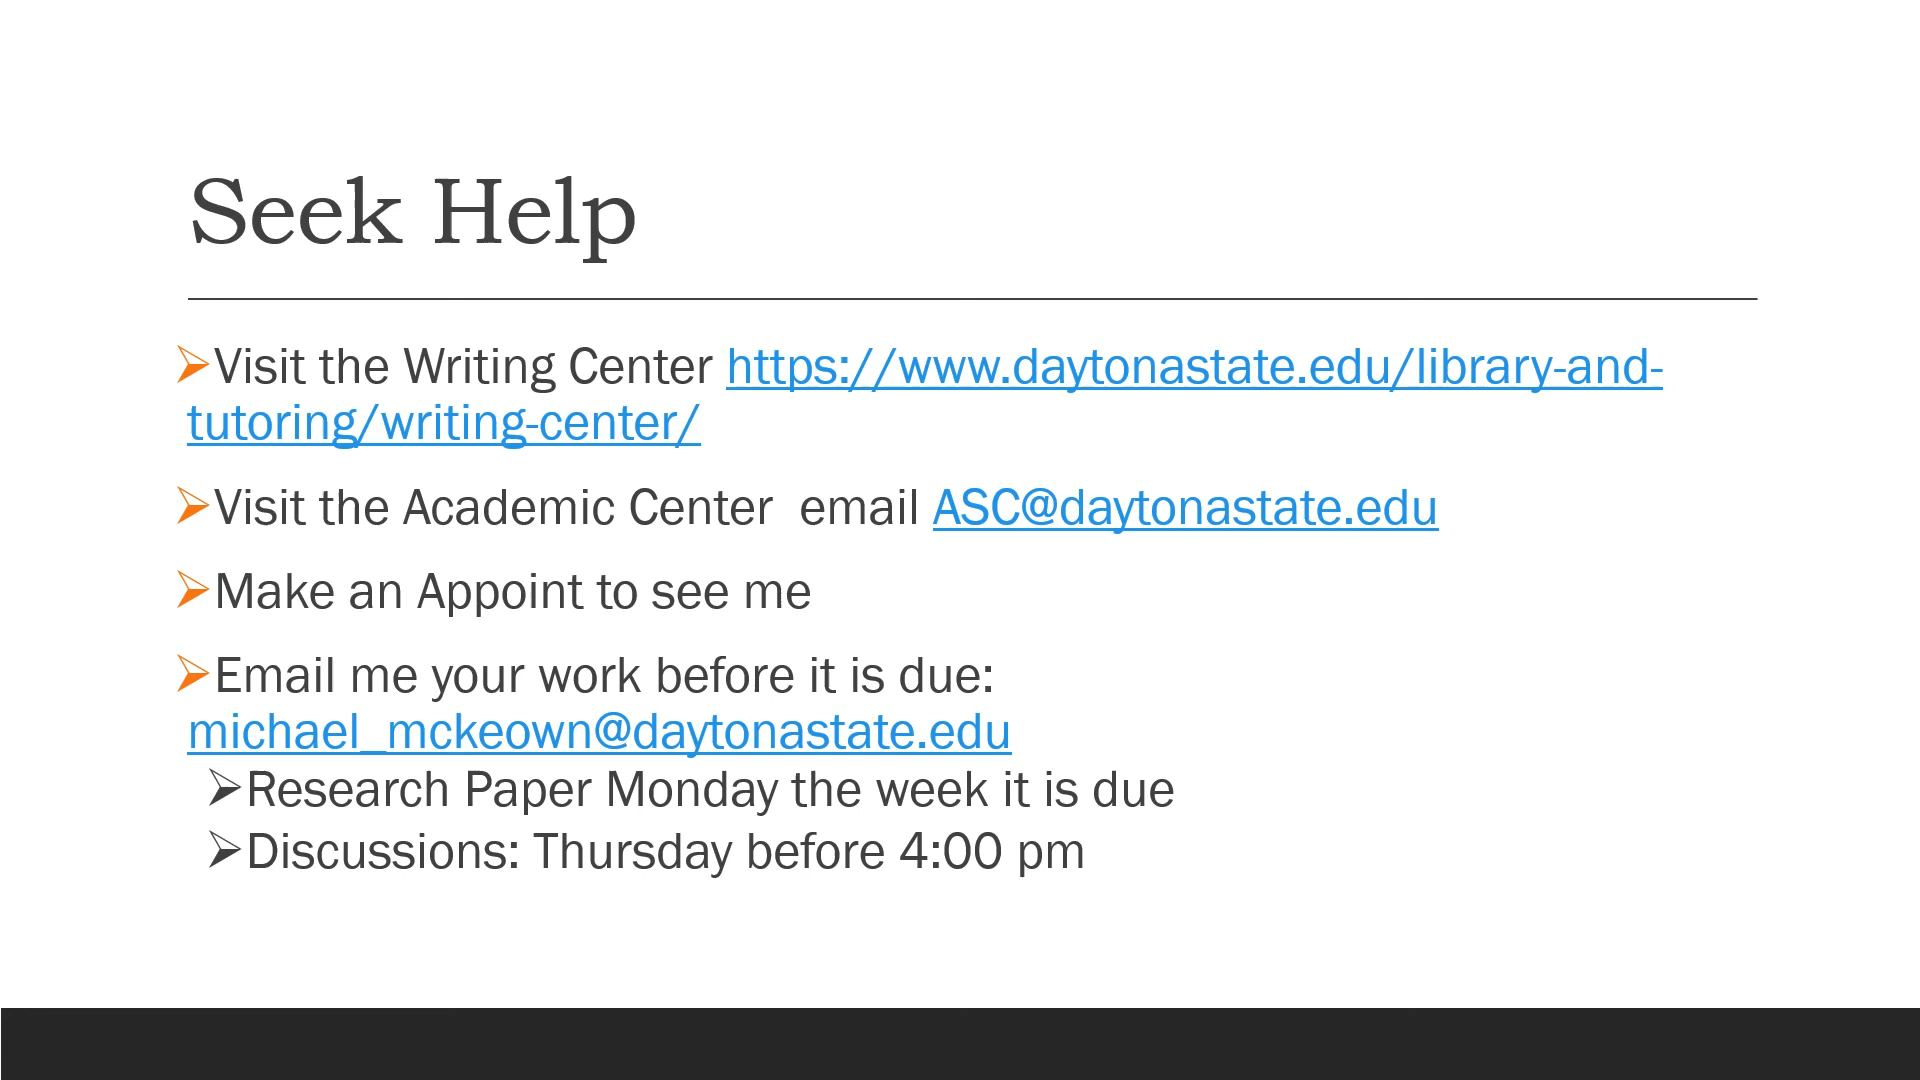 Seek Help
Visit the Writing Center https://www.daytonastate.edu/library-and-
tutoring/writing-center/
Visit the Academic Center  email ASC@daytonastate.edu
Make an Appoint to see me
Email me your work before it is due:
michael_mckeown@daytonastate.edu
Research Paper Monday the week it is due
Discussions: Thursday before 4:00 pm